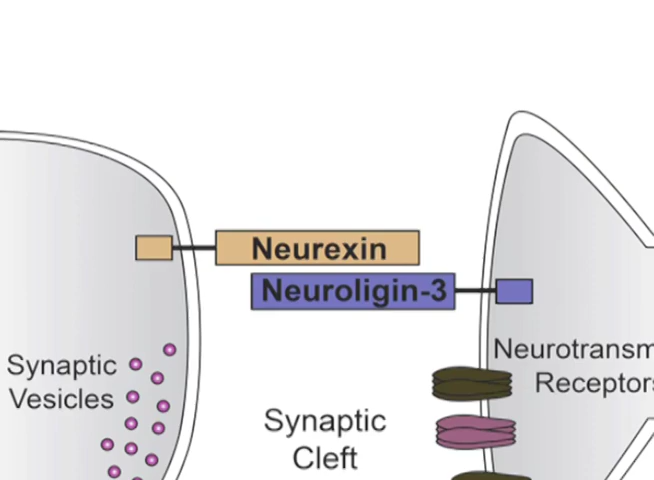 Neurexin
Neuroligin-3
Synaptic
Vesicles
Synaptic
Cleft